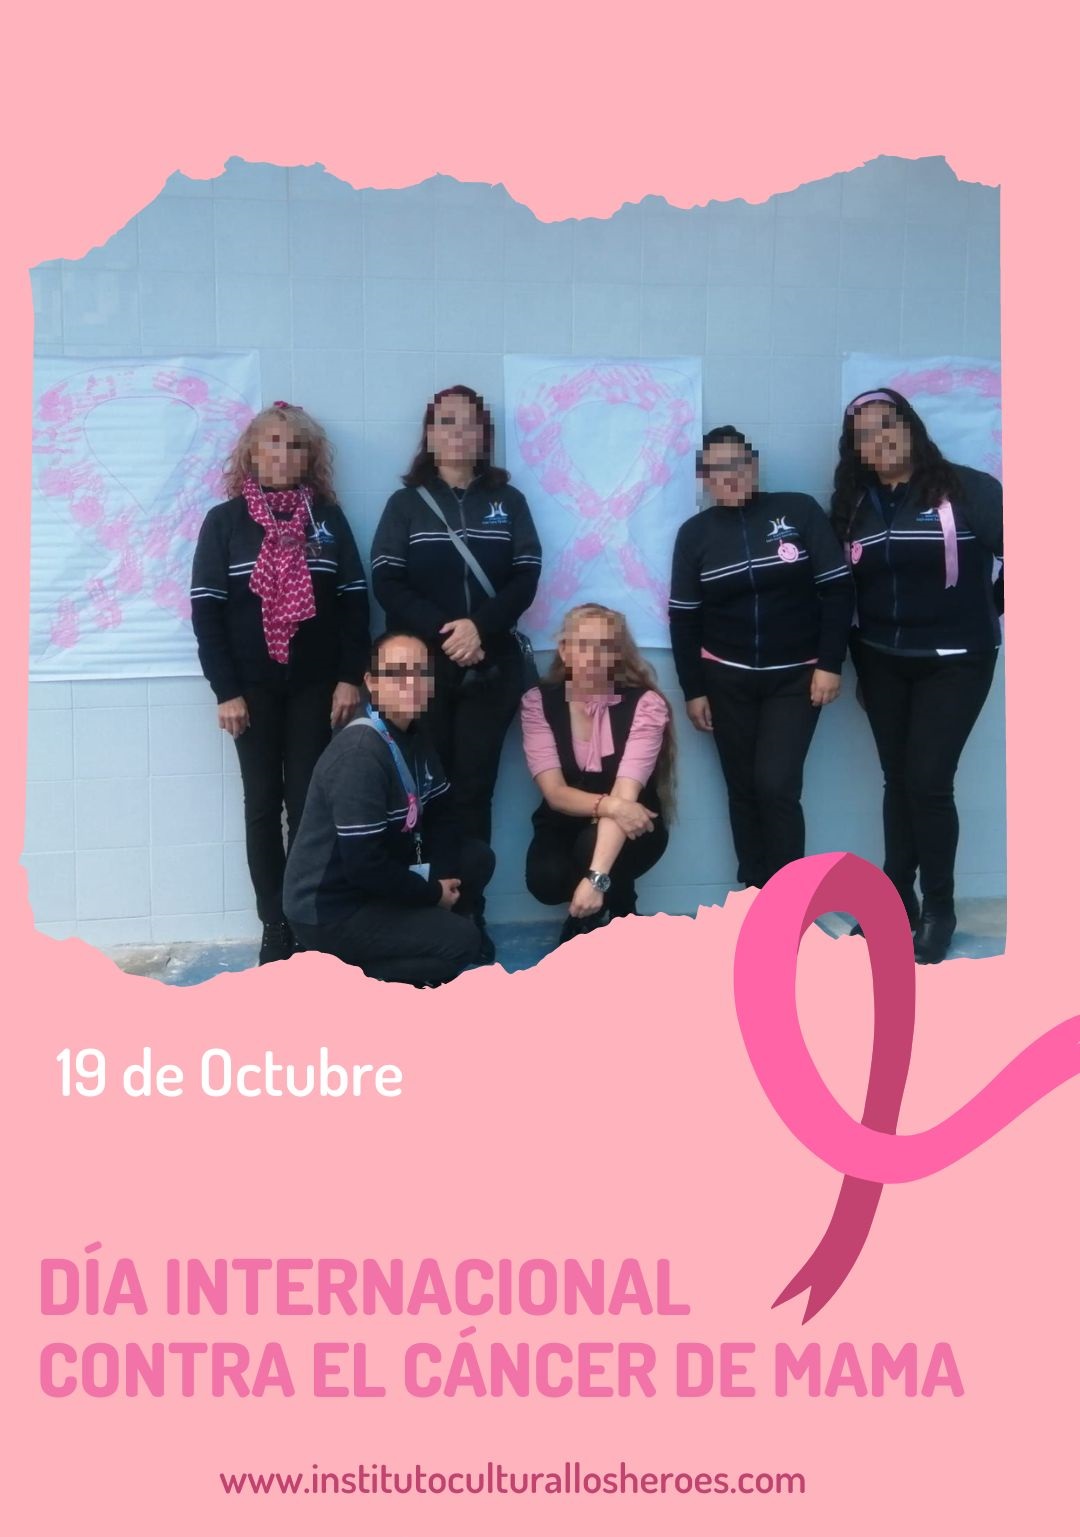 19 de Octubre
DÍA INTERNACIONAL
CONTRA EL CÁNCER DE MAMA
www.institutoculturallosheroes.com